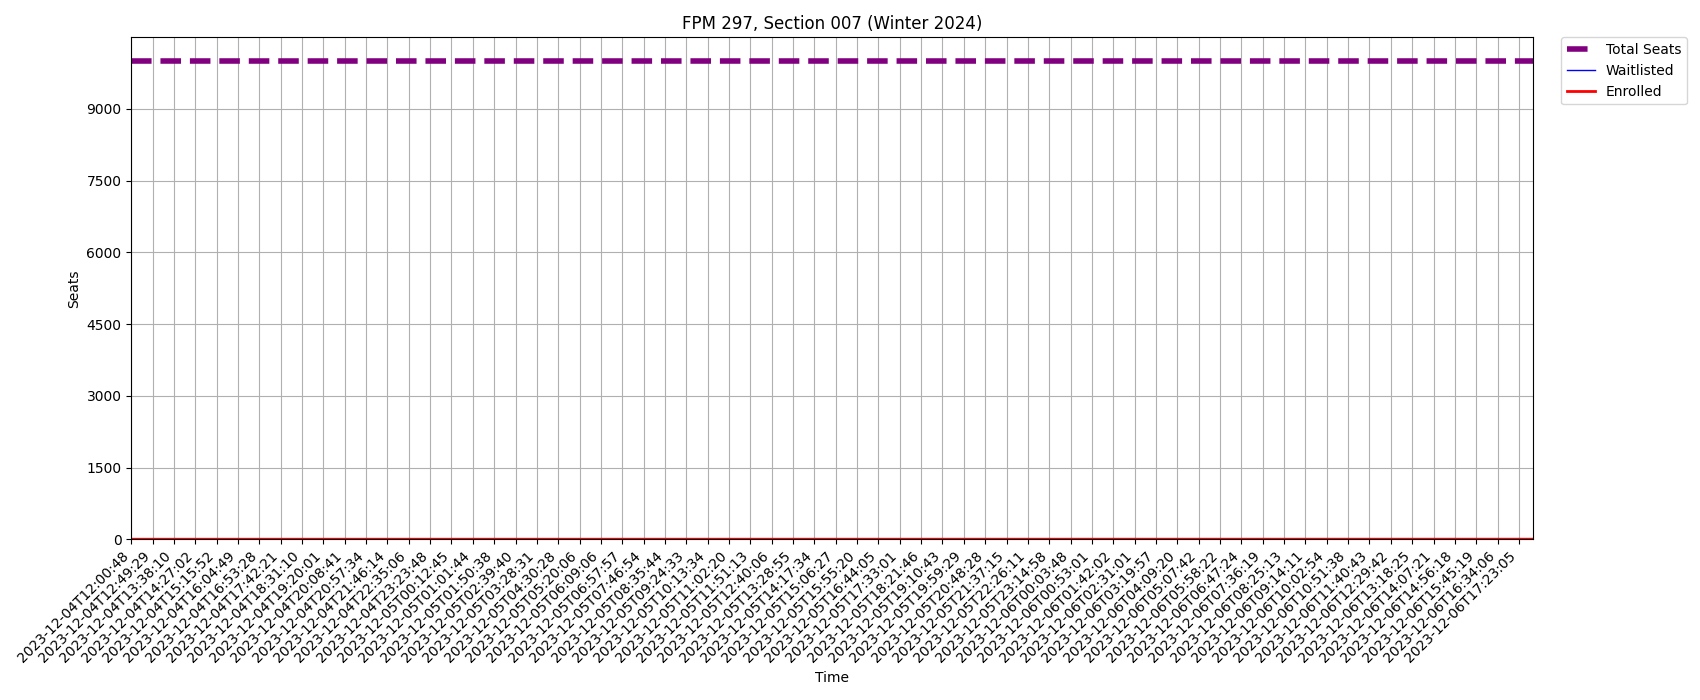 FPM 297, Section 007 (Winter 2024)
Total Seats
Waitlisted
Enrolled
9000
7500
6000
4500
3000
1500
0
Seats
2023-12-04T12:00:48
2023-12-04T12:49:29
2023-12-04T13:38:10
2023-12-04T14:27:02
2023-12-04T15:15:52
2023-12-04T16:04:49
2023-12-04T16:53:28
2023-12-04T17:42:21
2023-12-04T18:31:10
2023-12-04T19:20:01
2023-12-04T20:08:41
2023-12-04T20:57:34
2023-12-04T21:46:14
2023-12-04T22:35:06
2023-12-04T23:23:48
2023-12-05T00:12:45
2023-12-05T01:01:44
2023-12-05T01:50:38
2023-12-05T02:39:40
2023-12-05T03:28:31
2023-12-05T04:30:28
2023-12-05T05:20:06
2023-12-05T06:09:06
2023-12-05T06:57:57
2023-12-05T07:46:54
2023-12-05T08:35:44
2023-12-05T09:24:33
2023-12-05T10:13:34
2023-12-05T11:02:20
2023-12-05T11:51:13
2023-12-05T12:40:06
2023-12-05T13:28:55
2023-12-05T14:17:34
2023-12-05T15:06:27
2023-12-05T15:55:20
2023-12-05T16:44:05
2023-12-05T17:33:01
2023-12-05T18:21:46
2023-12-05T19:10:43
2023-12-05T19:59:29
2023-12-05T20:48:28
2023-12-05T21:37:15
2023-12-05T22:26:11
2023-12-05T23:14:58
2023-12-06T00:03:48
2023-12-06T00:53:01
2023-12-06T01:42:02
2023-12-06T02:31:01
2023-12-06T03:19:57
2023-12-06T04:09:20
2023-12-06T05:07:42
2023-12-06T05:58:22
2023-12-06T06:47:24
2023-12-06T07:36:19
2023-12-06T08:25:13
2023-12-06T09:14:11
2023-12-06T10:02:54
2023-12-06T10:51:38
2023-12-06T11:40:43
2023-12-06T12:29:42
2023-12-06T13:18:25
2023-12-06T14:07:21
2023-12-06T14:56:18
2023-12-06T15:45:19
2023-12-06T16:34:06
2023-12-06T17:23:05
Time